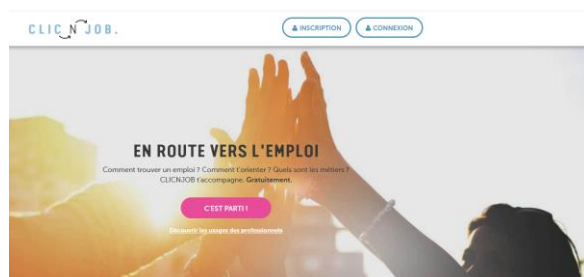 CLIC N JOB.
INSCRIPTION
CONNEXION
EN ROUTE VERS L'EMPLOI
Comment trouver un emploi ? Comment t'orienter ? Quels sont les métiers ?
CLICNJOB t'accompagne. Gratuitement.
C'EST PARTI !
Découvrir les usages des professionnels